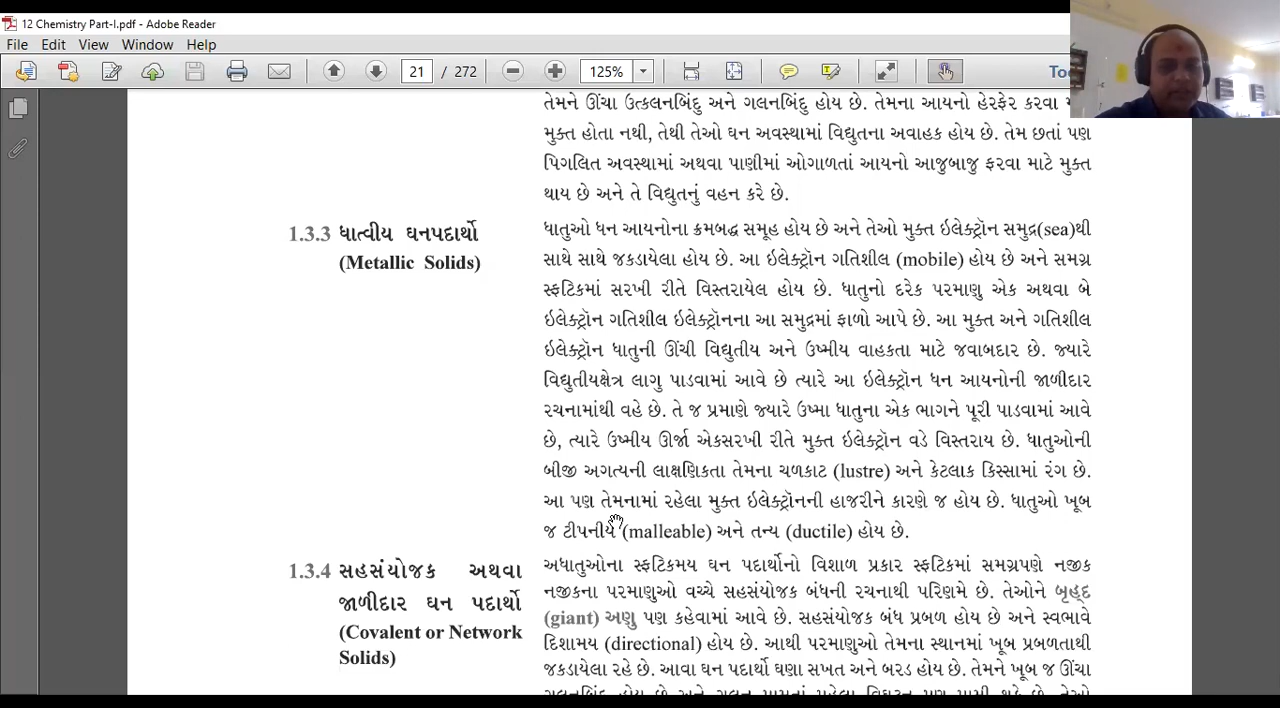 12 Chemistry Part-I.pdf - Adobe Reader
File Edit View Window Help
21 / 272 125% To
તેમને ઊંચા ઉત્કલનબિંદુ અને ગલનબિંદુ હોય છે. તેમના આયનો હેરફેર કરવા
મુક્ત હોતા નથી, તેથી તેઓ ઘન અવસ્થામાં વિદ્યુતના અવાહક હોય છે. તેમ છતાં પણ
પિગલિત અવસ્થામાં અથવા પાણીમાં ઓગાળતાં આયનો આજુબાજુ ફરવા માટે મુક્ત
થાય છે અને તે વિદ્યુતનું વહન કરે છે.
1.3.3 ધાત્વીય ઘનપદાર્થો
(Metallic Solids)
ધાતુઓ ધન આયનોના ક્રમબદ્ધ સમૂહ હોય છે અને તેઓ મુક્ત ઇલેક્ટ્રૉન સમુદ્ર(sea)થી
સાથે સાથે જકડાયેલા હોય છે. આ ઇલેક્ટ્રૉન ગતિશીલ (mobile) હોય છે અને સમગ્ર
સ્ફટિકમાં સરખી રીતે વિસ્તરાયેલ હોય છે. ધાતુનો દરેક પરમાણુ એક અથવા બે
ઇલેક્ટ્રૉન ગતિશીલ ઇલેક્ટ્રૉનના આ સમુદ્રમાં ફાળો આપે છે. આ મુક્ત અને ગતિશીલ
ઇલેક્ટ્રૉન ધાતુની ઊંચી વિદ્યુતીય અને ઉષ્મીય વાહકતા માટે જવાબદાર છે. જ્યારે
વિદ્યુતીયક્ષેત્ર લાગુ પાડવામાં આવે છે ત્યારે આ ઇલેક્ટ્રૉન ધન આયનોની જાળીદાર
રચનામાંથી વહે છે. તે જ પ્રમાણે જ્યારે ઉષ્મા ધાતુના એક ભાગને પૂરી પાડવામાં આવે
છે, ત્યારે ઉષ્મીય ઊર્જા એકસરખી રીતે મુક્ત ઇલેક્ટ્રૉન વડે વિસ્તરાય છે. ધાતુઓની
બીજી અગત્યની લાક્ષણિકતા તેમના ચળકાટ (lustre) અને કેટલાક કિસ્સામાં રંગ છે.
આ પણ તેમનામાં રહેલા મુક્ત ઇલેક્ટ્રૉનની હાજરીને કારણે જ હોય છે. ધાતુઓ ખૂબ
જ ટીપનીય (malleable) અને તન્ય (ductile) હોય છે.
1.3.4 સહસંયોજક અથવા
જાળીદાર ઘન પદાર્થો
(Covalent or Network
Solids)
અધાતુઓના સ્ફટિકમય ઘન પદાર્થોનો વિશાળ પ્રકાર સ્ફટિકમાં સમગ્રપણે નજીક
નજીકના પરમાણુઓ વચ્ચે સહસંયોજક બંધની રચનાથી પરિણમે છે. તેઓને બૃહ્દ
(giant) અણુ પણ કહેવામાં આવે છે. સહસંયોજક બંધ પ્રબળ હોય છે અને સ્વભાવે
દિશામય (directional) હોય છે. આથી પરમાણુઓ તેમના સ્થાનમાં ખૂબ પ્રબળતાથી
જકડાયેલા રહે છે. આવા ઘન પદાર્થો ઘણા સખત અને બરડ હોય છે. તેમને ખૂબ જ ઊંચા